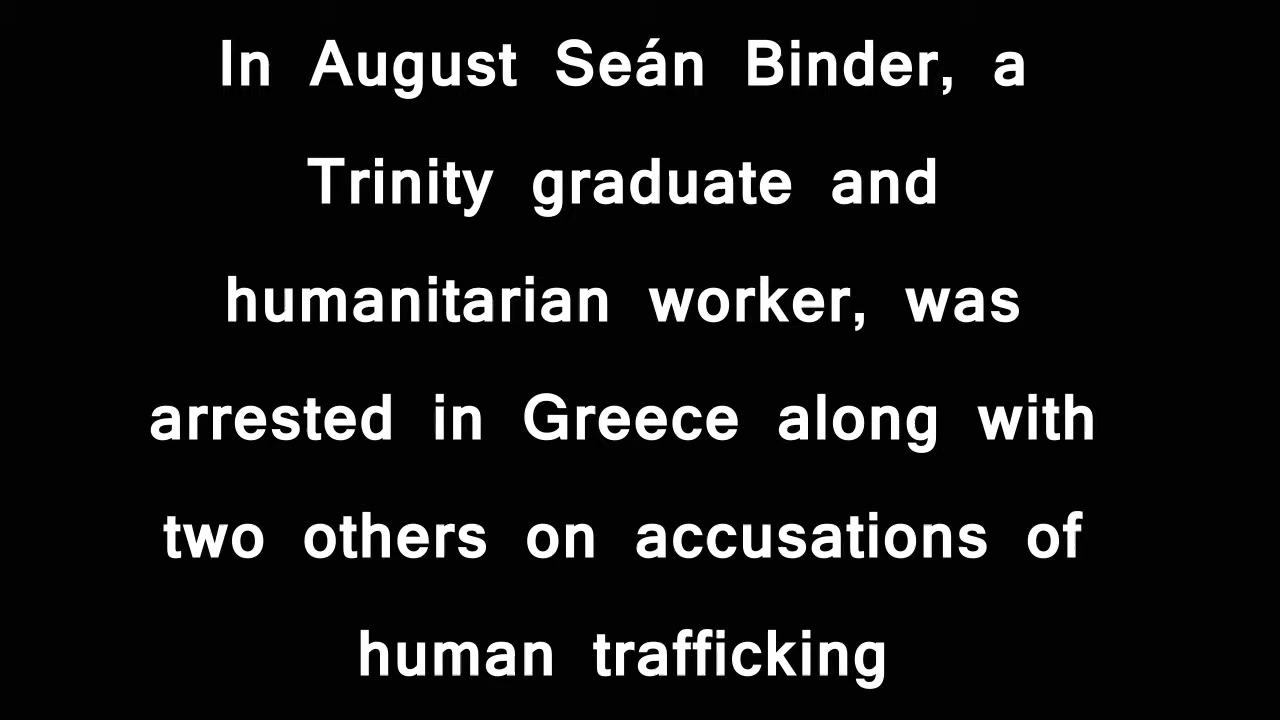 In August Seán Binder, a
Trinity graduate and
humanitarian worker, was
arrested in Greece along with
two others on accusations of
human trafficking